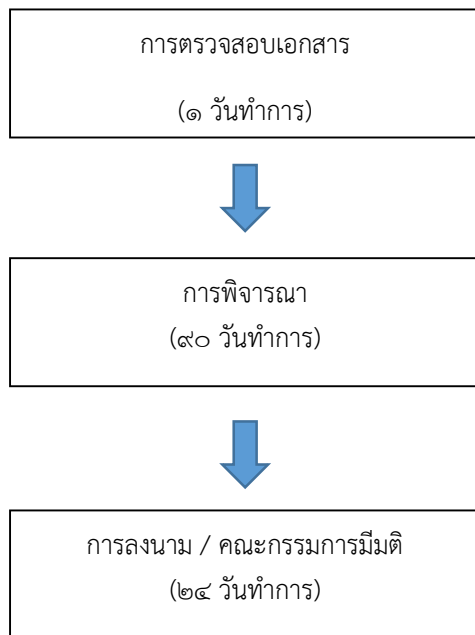 การตรวจสอบเอกสาร
(๑ วันทำการ)
การพิจารณา
(๙๐ วันทำการ)
การลงนาม / คณะกรรมการมีมติ
(๒๔ วันทำการ)